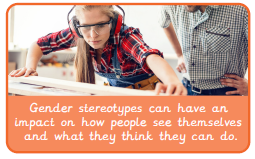 Gender stereotypes can have an
impact on how people see themselves
and what they think they can do.